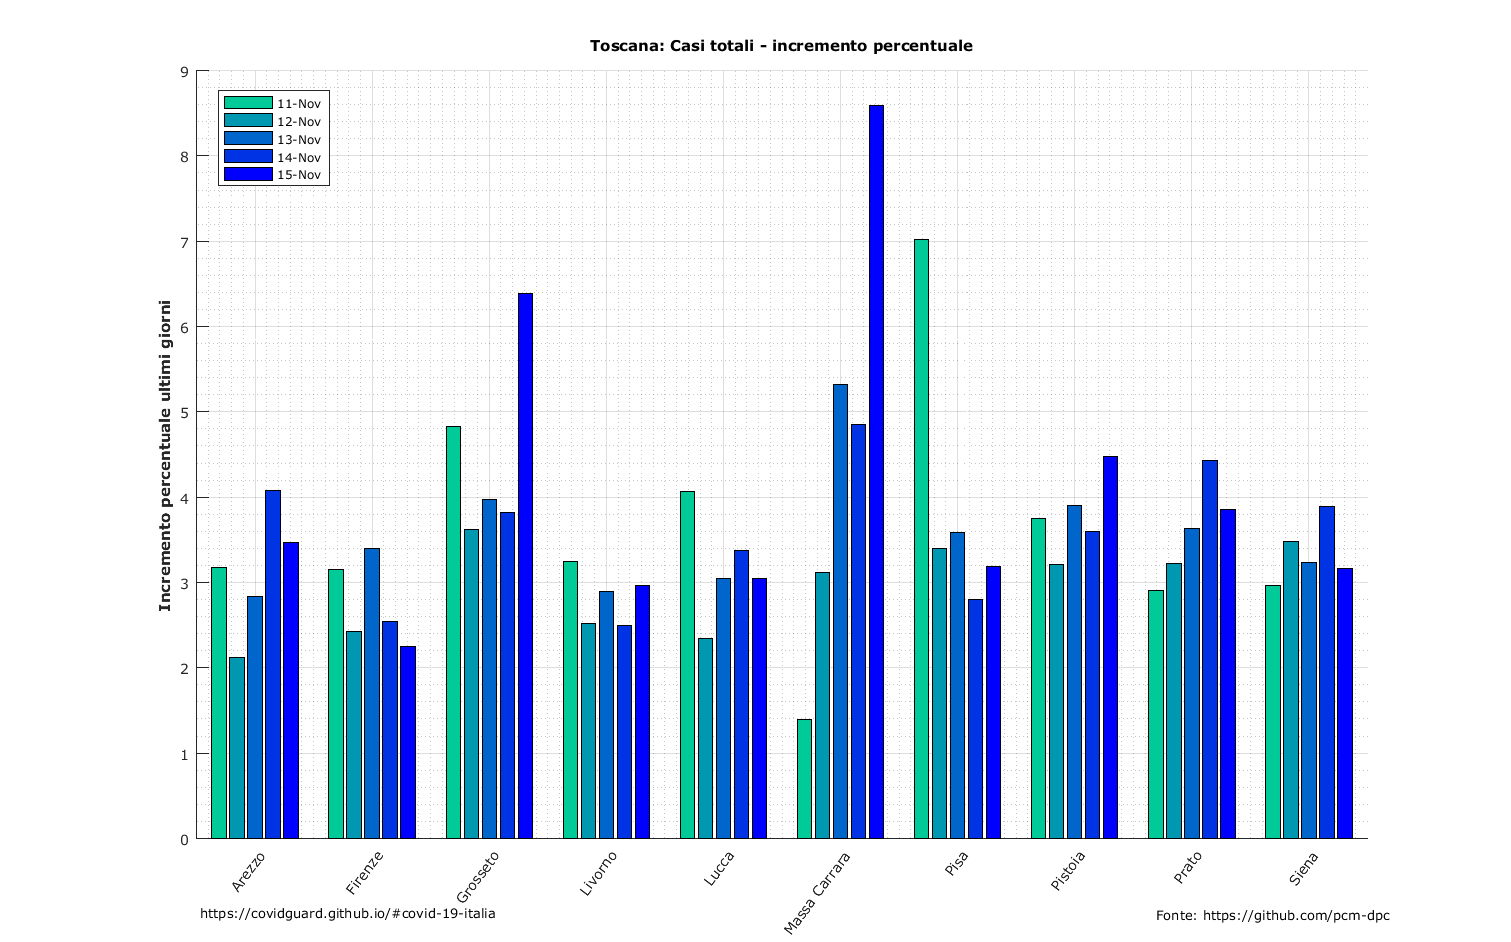 Toscana: Casi totali - incremento percentuale
9
8
7
6
5
4
3
2
1
0
Incremento percentuale ultimi giorni
11-Nov
12-Nov
13-Nov
14-Nov
15-Nov
Arezzo
Firenze
Grosseto
Livorno
Lucca
Massa Carrara
Pisa
Pistoia
Prato
Siena
https://covidguard.github.io/#covid-19-italia
Fonte: https://github.com/pcm-dpc